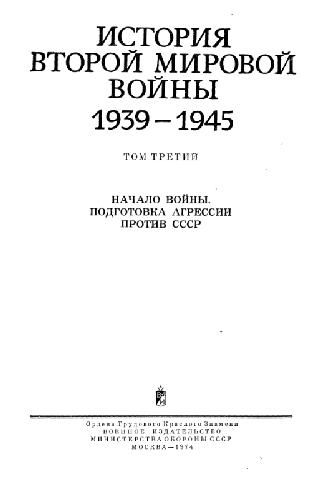 ИСТОРИЯ
ВТОРОЙ МИРОВОЙ
ВОЙНЫ
1939–1945
ТОМ ТРЕТИЙ
НАЧАЛО ВОЙНЫ.
ПОДГОТОВКА АГРЕССИИ
ПРОТИВ СССР
Ордена Трудового Красного Знамени
ВОЕННОЕ ИЗДАТЕЛЬСТВО
МИНИСТЕРСТВА ОБОРОНЫ СССР
МОСКВА—1974